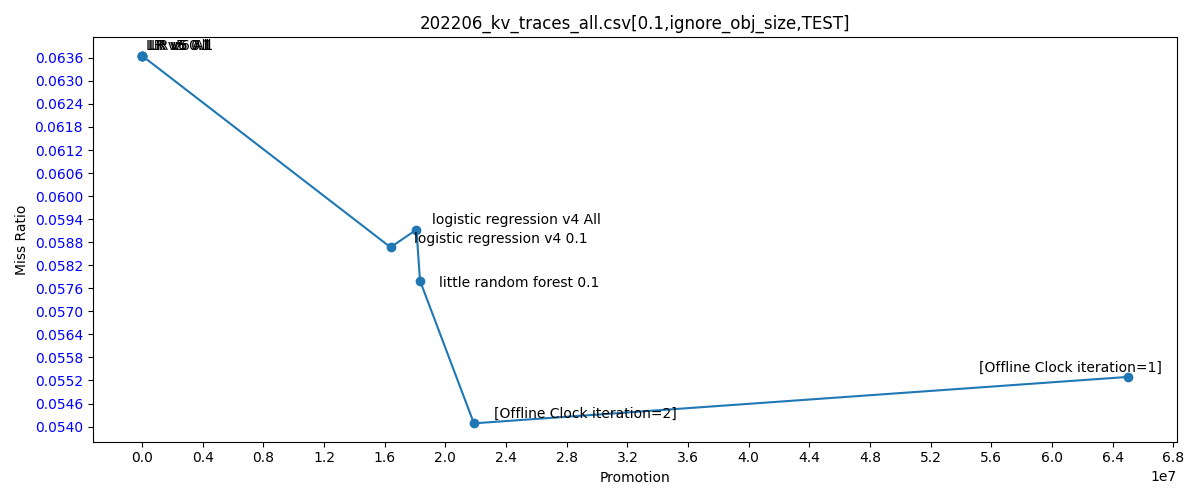 202206_kv_traces_all.csv[0.1,ignore_obj_size,TEST]
0.0636
0.0630
0.0624
0.0618
0.0612
0.0606
0.0600
0.0594
0.0588
0.0582
0.0576
0.0570
0.0564
0.0558
0.0552
0.0546
0.0540
Miss Ratio
logistic regression v4 All
logistic regression v4 0.1
little random forest 0.1
[Offline Clock iteration=1]
[Offline Clock iteration=2]
0.0 0.4 0.8 1.2 1.6 2.0 2.4 2.8 3.2 3.6 4.0 4.4 4.8 5.2 5.6 6.0 6.4 6.8
1e7
Promotion